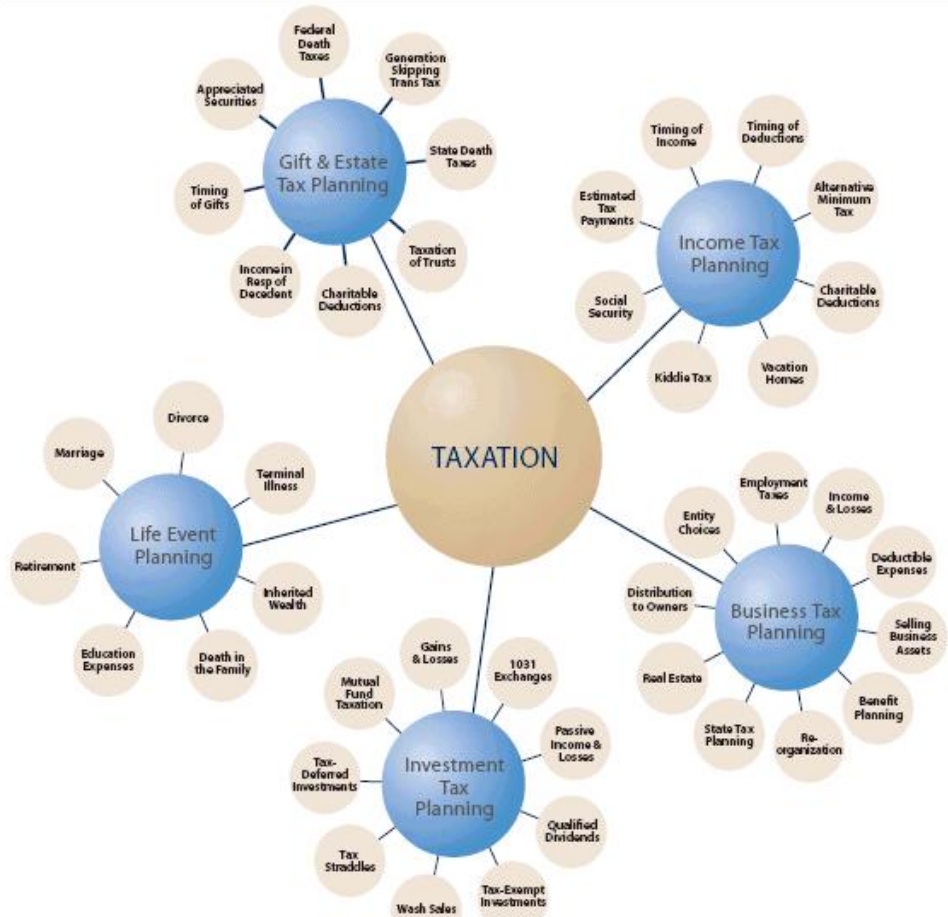 TAXATION
Gift & Estate
Tax Planning
Federal
Death
Taxes
Generation
Skipping
Trans Tax
State Death
Taxes
Taxation
of Trusts
Charitable
Deductions
Income in
Resp of
Decedent
Timing
of Gifts
Appreciated
Securities
Income Tax
Planning
Timing of
Income
Timing of
Deductions
Alternative
Minimum
Tax
Charitable
Deductions
Vacation
Homes
Kiddie Tax
Social
Security
Estimated
Tax
Payments
Business Tax
Planning
Employment
Taxes
Income
& Losses
Deductible
Expenses
Selling
Business
Assets
Benefit
Planning
Re-
organization
State Tax
Planning
Real Estate
Distribution
to Owners
Entity
Choices
Investment
Tax
Planning
Gains
& Losses
1031
Exchanges
Passive
Income &
Losses
Qualified
Dividends
Tax-Exempt
Investments
Wash Sales
Tax
Straddles
Tax-
Deferred
Investments
Mutual
Fund
Taxation
Life Event
Planning
Divorce
Terminal
Illness
Inherited
Wealth
Death in
the Family
Education
Expenses
Retirement
Marriage